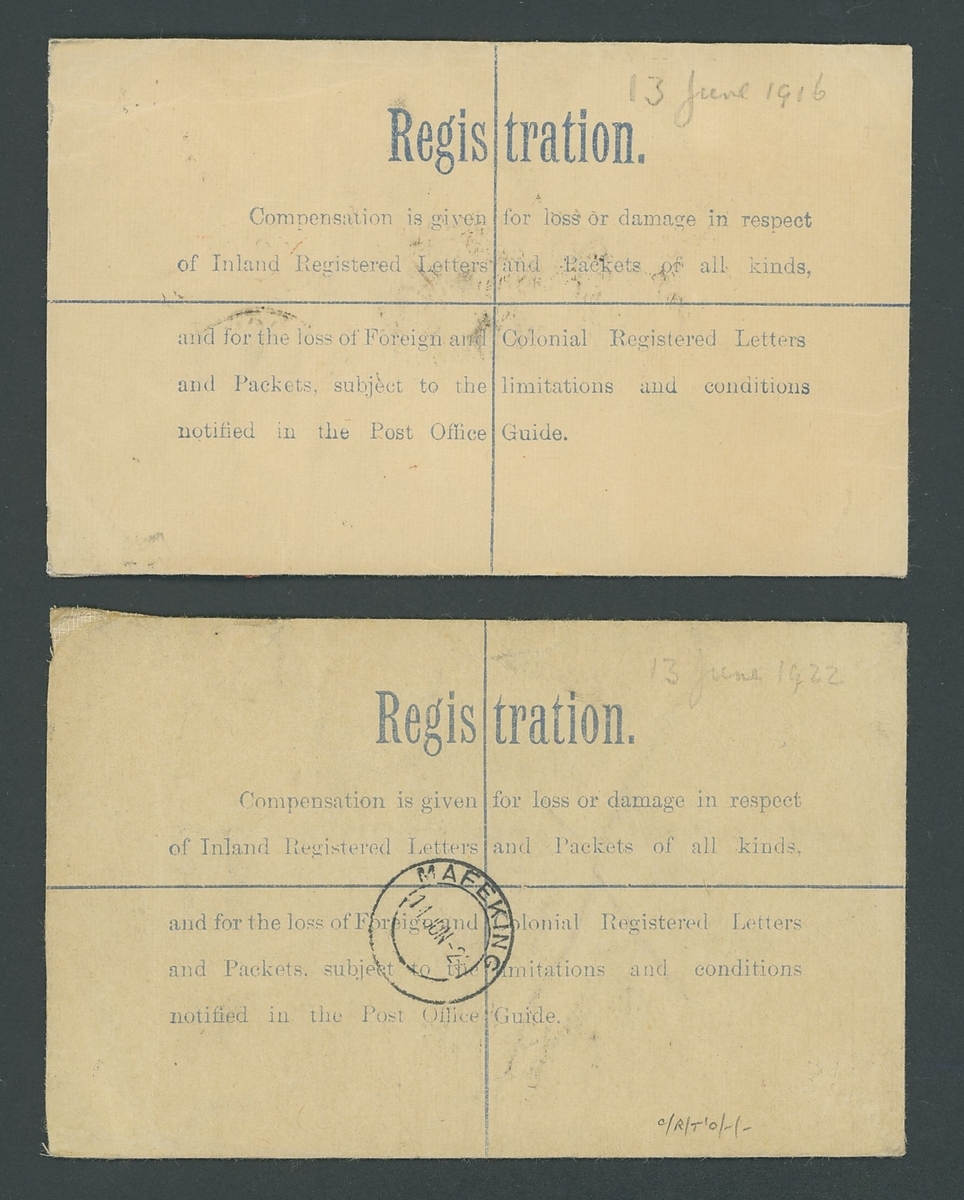 13 June 1916
Registration.
Compensation is given for loss or damage in respect
of Inland Registered Letters and Packets of all kinds,
and for the loss of Foreign and Colonial Registered Letters
and Packets, subject to the limitations and conditions
notified in the Post Office Guide.
13 June 1922
Registration.
Compensation is given for loss or damage in respect
of Inland Registered Letters and Packets of all kinds,
and for the loss of Foreign and Colonial Registered Letters
MAFEKING
JUN
and Packets, subject to the limitations and conditions
notified in the Post Office Guide.